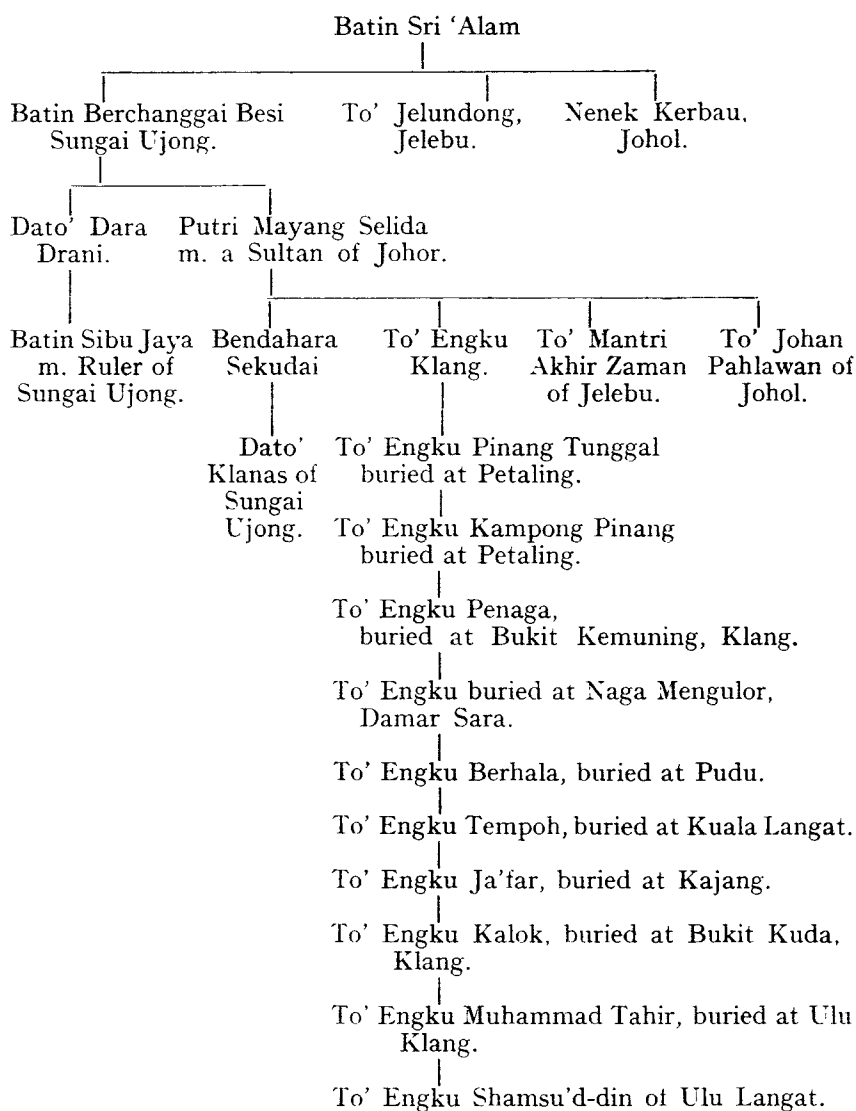 Batin Sri ‘Alam
Batin Berchanggai Besi
Sungai Ujong.
To’ Jelundong,
Jelebu.
Nenek Kerbau,
Johol.
Dato’ Dara
Drani.
Putri Mayang Selida
m. a Sultan of Johor.
Batin Sibu Jaya
m. Ruler of
Sungai Ujong.
Bendahara
Sekudai
To’ Engku
Klang.
To’ Mantri
Akhir Zaman
of Jelebu.
To’ Johan
Pahlawan of
Johol.
Dato’
Klanas of
Sungai
Ujong.
To’ Engku Pinang Tunggal
buried at Petaling.
To’ Engku Kampong Pinang
buried at Petaling.
To’ Engku Penaga,
buried at Bukit Kemuning, Klang.
To’ Engku buried at Naga Mengulor,
Damar Sara.
To’ Engku Berhala, buried at Pudu.
To’ Engku Tempoh, buried at Kuala Langat.
To’ Engku Ja’far, buried at Kajang.
To’ Engku Kalok, buried at Bukit Kuda,
Klang.
To’ Engku Muhammad Tahir, buried at Ulu
Klang.
To’ Engku Shamsu’d-din of Ulu Langat.